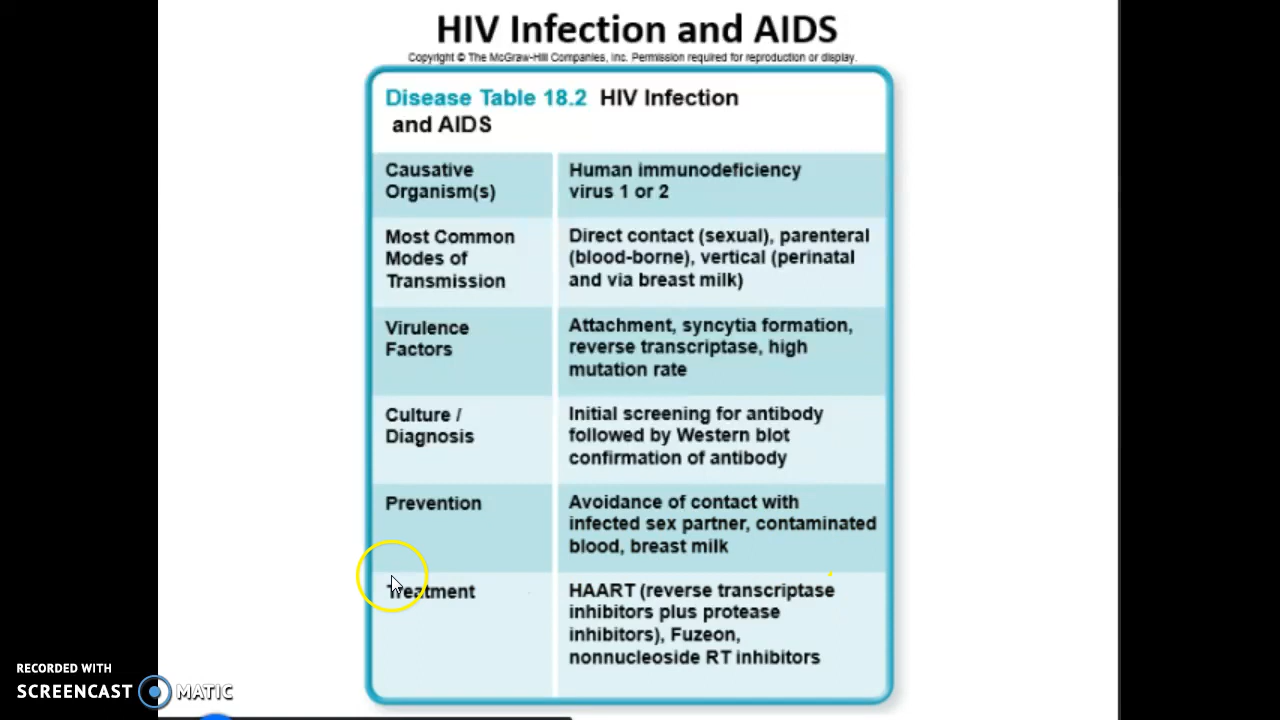 HIV Infection and AIDS
Copyright © The McGraw-Hill Companies, Inc. Permission required for reproduction or display.
Disease Table 18.2 HIV Infection
and AIDS
Causative
Organism(s)
Human immunodeficiency
virus 1 or 2
Most Common
Modes of
Transmission
Direct contact (sexual), parenteral
(blood-borne), vertical (perinatal
and via breast milk)
Virulence
Factors
Attachment, syncytia formation,
reverse transcriptase, high
mutation rate
Culture /
Diagnosis
Initial screening for antibody
followed by Western blot
confirmation of antibody
Prevention
Avoidance of contact with
infected sex partner, contaminated
blood, breast milk
Treatment
HAART (reverse transcriptase
inhibitors plus protease
inhibitors), Fuzeon,
nonnucleoside RT inhibitors
RECORDED WITH
SCREENCAST MATIC